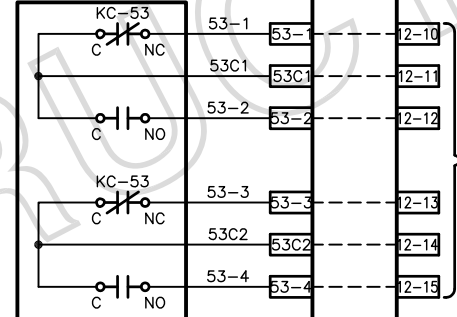 KC-53 53-1 53-1 12-10
C NC
53C1 53C1 12-11
53-2 53-2 12-12
C NO
KC-53 53-3 53-3 12-13
C NC
53C2 53C2 12-14
53-4 53-4 12-15
C NO